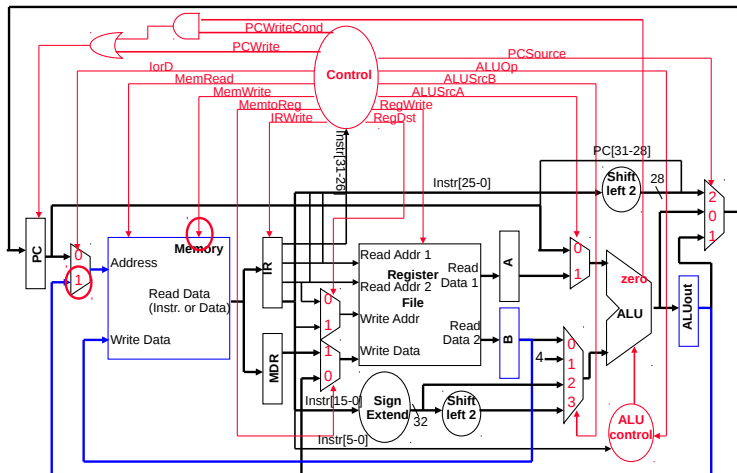 PCWriteCond
PCWrite
PCSource
IorD
Control
ALUOp
MemRead
ALUSrcB
MemWrite
ALUSrcA
MemtoReg
RegWrite
IRWrite
RegDst
Instr[31-26]
PC[31-28]
Instr[25-0]
Shift
left 2
28
2
0
1
PC
0
1
Memory
Address
Read Data
(Instr. or Data)
Write Data
IR
MDR
Read Addr 1
Register
Read Addr 2
File
Write Addr
Write Data
Read
Data 1
Read
Data 2
0
1
1
0
A
B
0
1
4
0
1
2
3
zero
ALU
ALUout
Instr[15-0]
Sign
Extend
32
Shift
left 2
ALU
control
Instr[5-0]